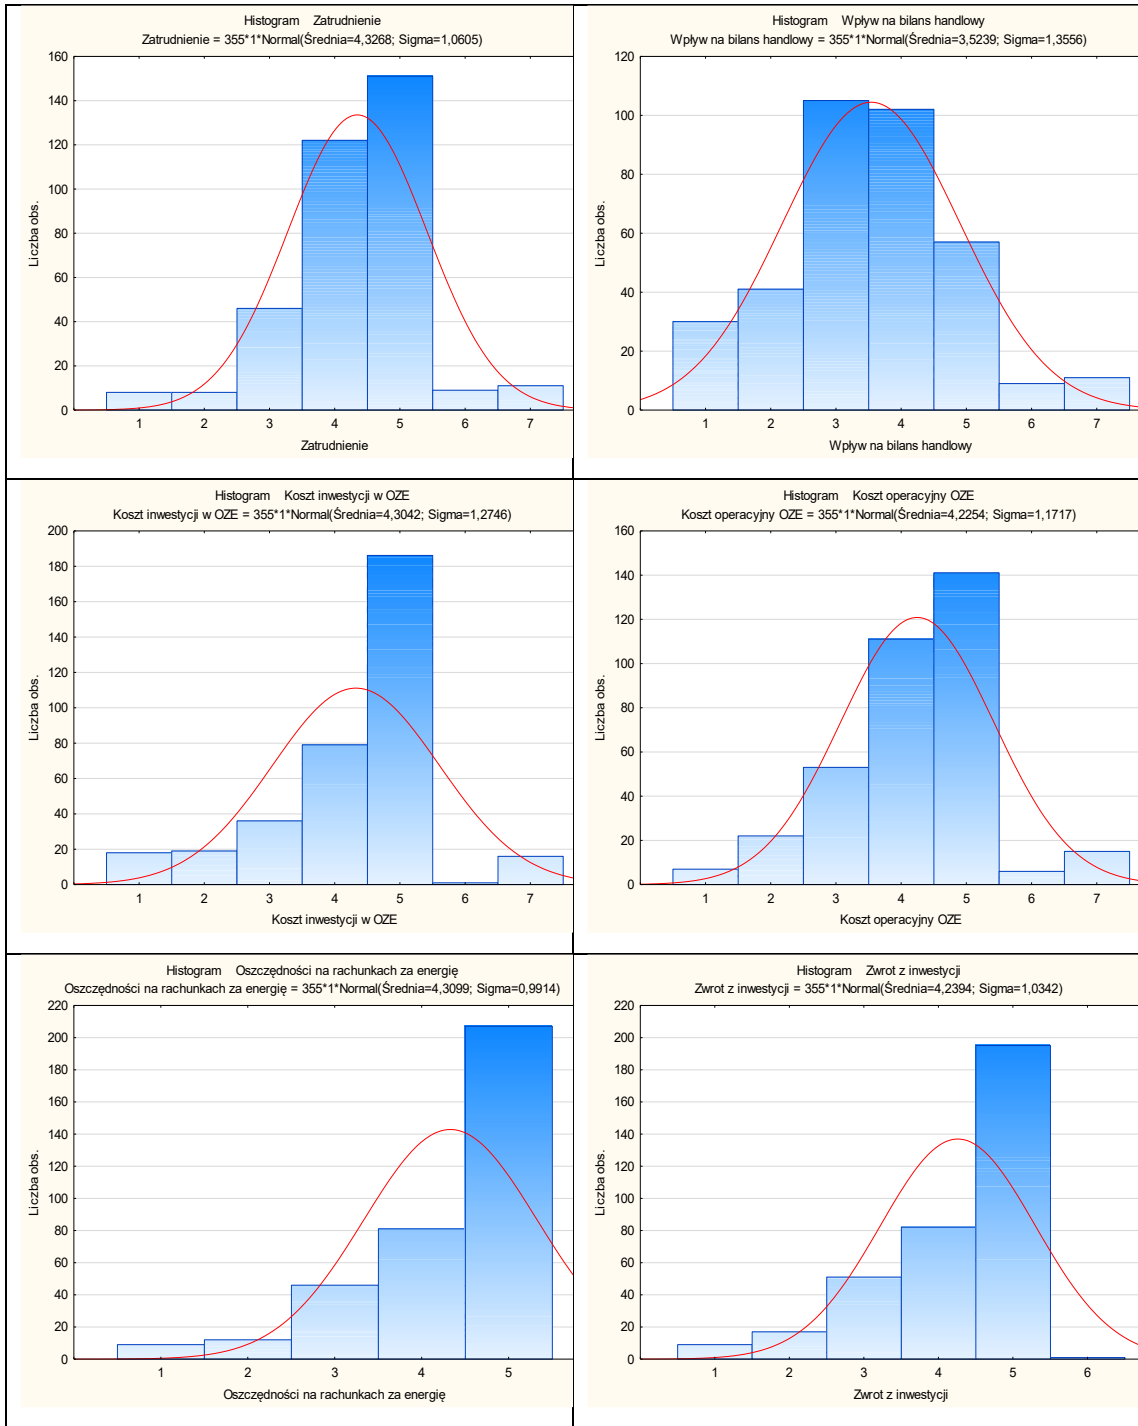 Histogram Zatrudnienie
Zatrudnienie = 355*1*Normal(Średnia=4,3268; Sigma=1,0605)
160
140
120
100
80
60
40
20
0
Liczba obs.
1 2 3 4 5 6 7
Zatrudnienie
Histogram Wpływ na bilans handlowy
Wpływ na bilans handlowy = 355*1*Normal(Średnia=3,5239; Sigma=1,3556)
120
100
80
60
40
20
0
Liczba obs.
1 2 3 4 5 6 7
Wpływ na bilans handlowy
Histogram Koszt inwestycji w OZE
Koszt inwestycji w OZE = 355*1*Normal(Średnia=4,3042; Sigma=1,2746)
200
180
160
140
120
100
80
60
40
20
0
Liczba obs.
1 2 3 4 5 6 7
Koszt inwestycji w OZE
Histogram Koszt operacyjny OZE
Koszt operacyjny OZE = 355*1*Normal(Średnia=4,2254; Sigma=1,1717)
160
140
120
100
80
60
40
20
0
Liczba obs.
1 2 3 4 5 6 7
Koszt operacyjny OZE
Histogram Oszczędności na rachunkach za energię
Oszczędności na rachunkach za energię = 355*1*Normal(Średnia=4,3099; Sigma=0,9914)
220
200
180
160
140
120
100
80
60
40
20
0
Liczba obs.
1 2 3 4 5
Oszczędności na rachunkach za energię
Histogram Zwrot z inwestycji
Zwrot z inwestycji = 355*1*Normal(Średnia=4,2394; Sigma=1,0342)
220
200
180
160
140
120
100
80
60
40
20
0
Liczba obs.
1 2 3 4 5 6
Zwrot z inwestycji